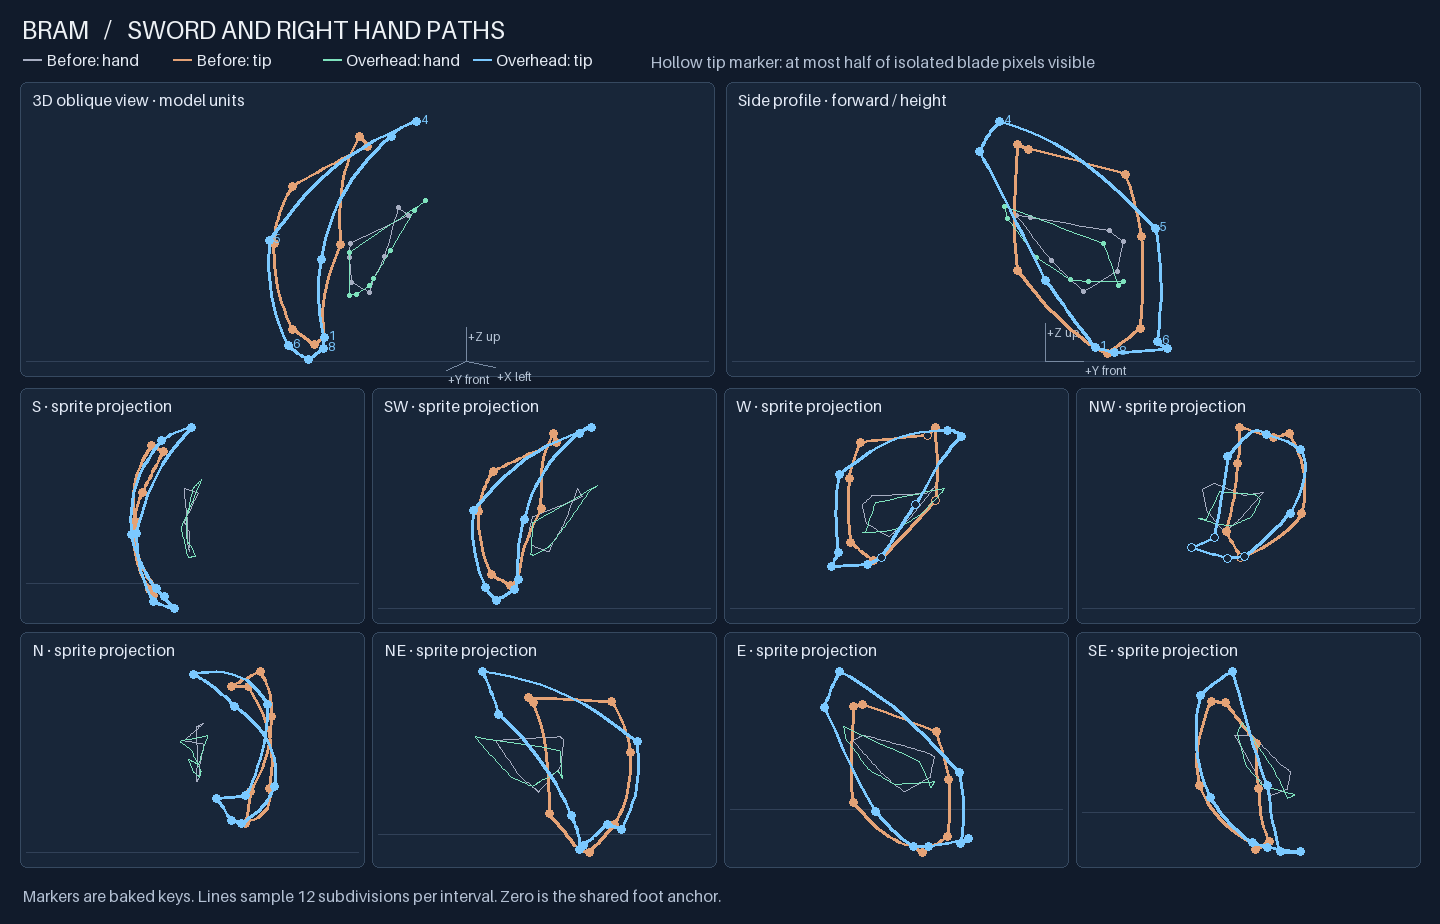 BRAM / SWORD AND RIGHT HAND PATHS
Before: hand Before: tip Overhead: hand Overhead: tip Hollow tip marker: at most half of isolated blade pixels visible
3D oblique view · model units
4
1
6
8
+Z up
+Y front
+X left
Side profile · forward / height
4
5
6
1
+Z up
+Y front
S · sprite projection
SW · sprite projection
W · sprite projection
NW · sprite projection
N · sprite projection
NE · sprite projection
E · sprite projection
SE · sprite projection
Markers are baked keys. Lines sample 12 subdivisions per interval. Zero is the shared foot anchor.